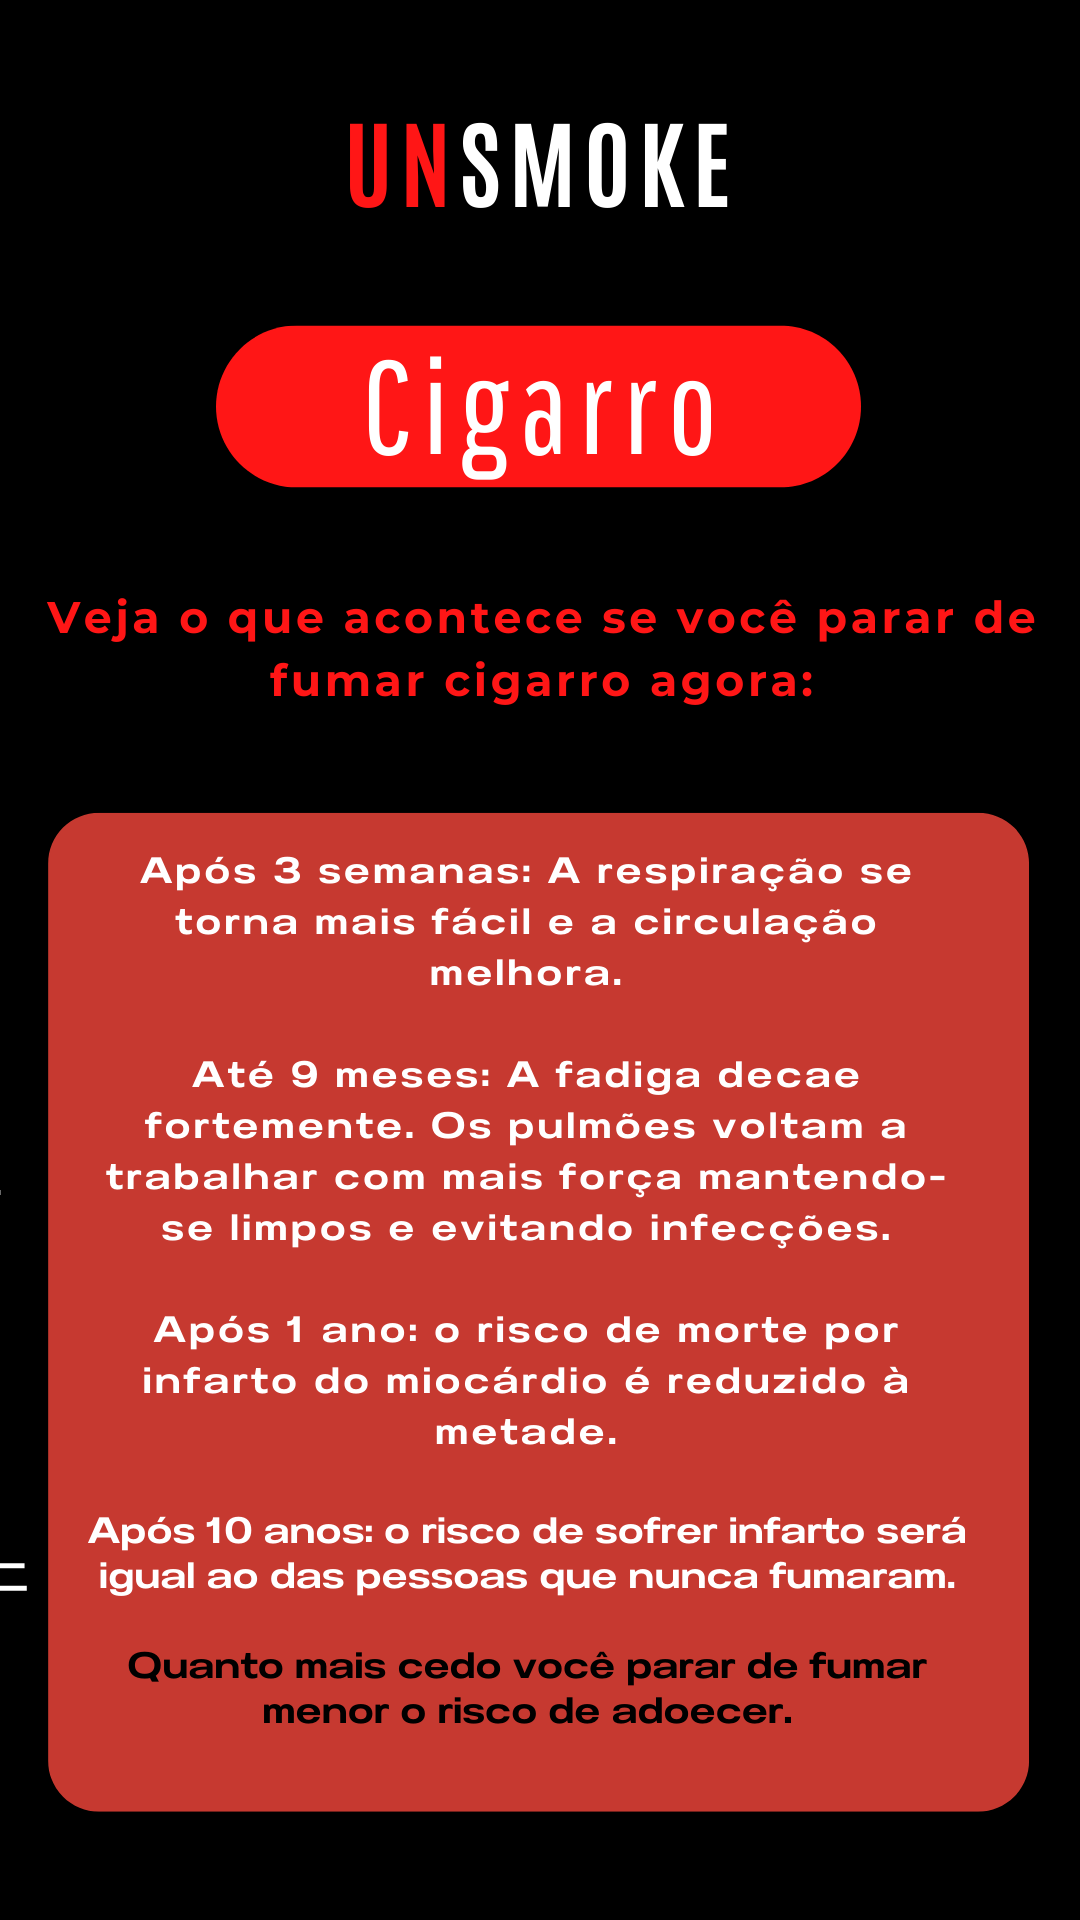 UNSMOKE
Cigarro
Veja o que acontece se você parar de
fumar cigarro agora:
Após 3 semanas: A respiração se
torna mais fácil e a circulação
melhora.
Até 9 meses: A fadiga decae
fortemente. Os pulmões voltam a
trabalhar com mais força mantendo-
se limpos e evitando infecções.
Após 1 ano: o risco de morte por
infarto do miocárdio é reduzido à
metade.
Após 10 anos: o risco de sofrer infarto será
igual ao das pessoas que nunca fumaram.
Quanto mais cedo você parar de fumar
menor o risco de adoecer.